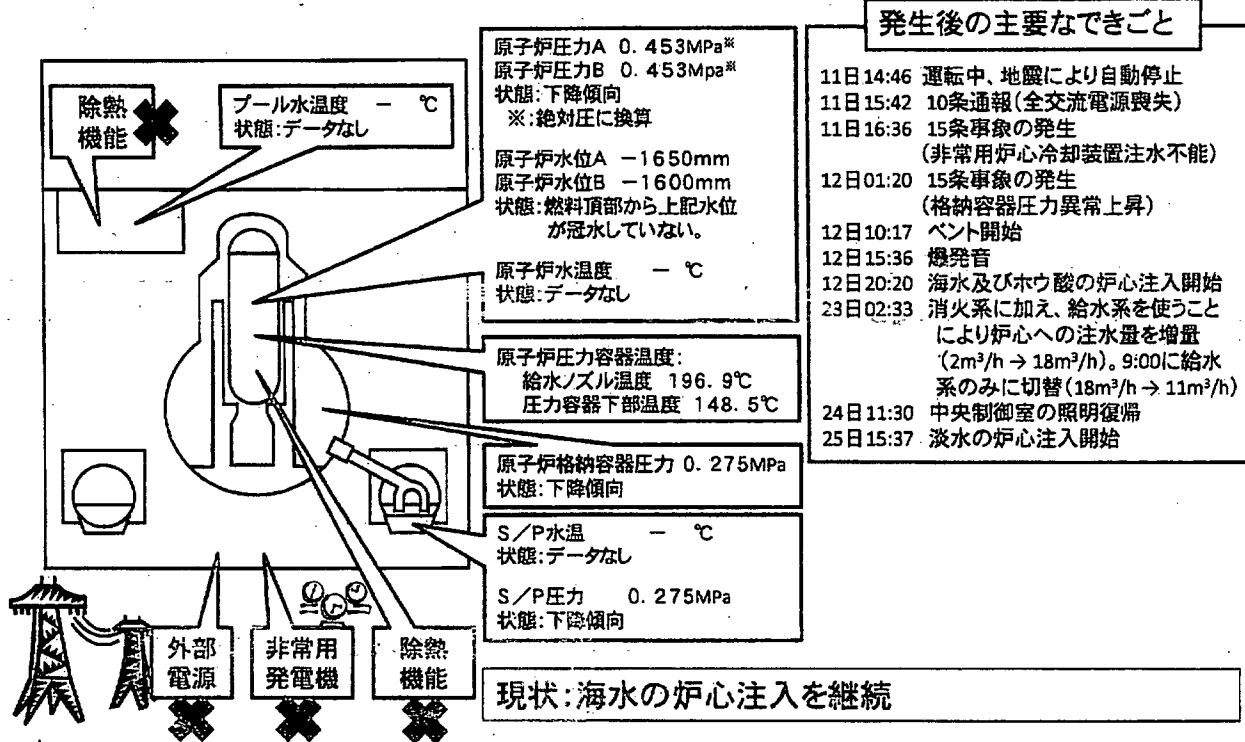 除熱
機能
プール水温度 － ℃
状態：データなし
原子炉圧力A 0．453MPa※
原子炉圧力B 0．453Mpa※
状態：下降傾向
※：絶対圧に換算
原子炉水位A －1650mm
原子炉水位B －1600mm
状態：燃料頂部から上記水位
が冠水していない。
原子炉水温度 － ℃
状態：データなし
原子炉圧力容器温度：
給水ノズル温度 196．9℃
圧力容器下部温度 148．5℃
原子炉格納容器圧力 0．275MPa
状態：下降傾向
S／P水温 － ℃
状態：データなし
S／P圧力 0．275MPa
状態：下降傾向
外部
電源
非常用
発電機
除熱
機能
発生後の主要なできごと
11日14:46 運転中、地震により自動停止
11日15:42 10条通報（全交流電源喪失）
11日16:36 15条事象の発生
（非常用炉心冷却装置注水不能）
12日01:20 15条事象の発生
（格納容器圧力異常上昇）
12日10:17 ベント開始
12日15:36 爆発音
12日20:20 海水及びホウ酸の炉心注入開始
23日02:33 消火系に加え、給水系を使うこと
により炉心への注水量を増量
（2m³/h → 18m³/h）。9:00に給水
系のみに切替（18m³/h → 11m³/h）
24日11:30 中央制御室の照明復帰
25日15:37 淡水の炉心注入開始
現状：海水の炉心注入を継続